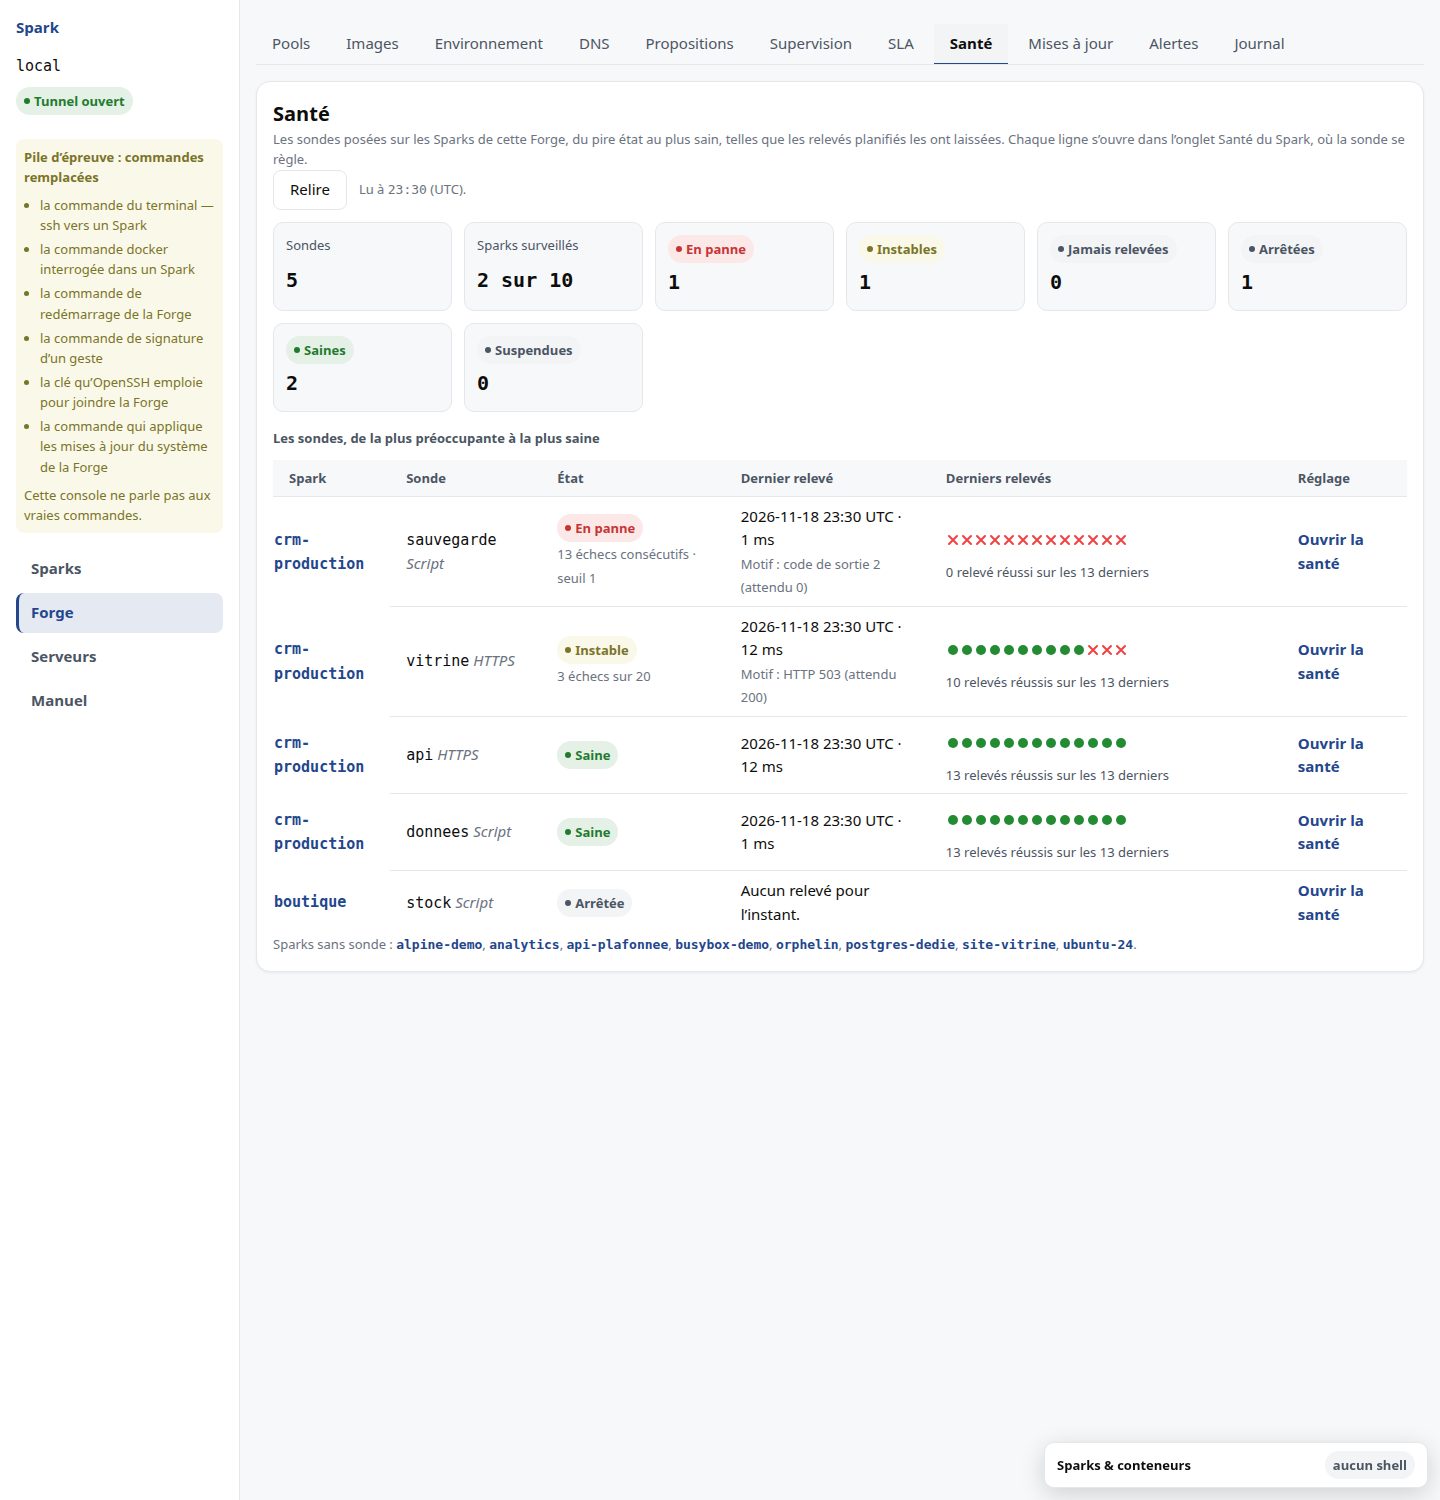 Spark
local
Tunnel ouvert
Pile d’épreuve : commandes
remplacées
la commande du terminal —
ssh vers un Spark
la commande docker
interrogée dans un Spark
la commande de
redémarrage de la Forge
la commande de signature
d’un geste
la clé qu’OpenSSH emploie
pour joindre la Forge
la commande qui applique
les mises à jour du système
de la Forge
Cette console ne parle pas aux
vraies commandes.
Sparks
Forge
Serveurs
Manuel
Pools Images Environnement DNS Propositions Supervision SLA Santé Mises à jour Alertes Journal
Santé
Les sondes posées sur les Sparks de cette Forge, du pire état au plus sain, telles que les relevés planifiés les ont laissées. Chaque ligne s’ouvre dans l’onglet Santé du Spark, où la sonde se
règle.
Relire Lu à 23:30 (UTC).
Sondes Sparks surveillés En panne Instables Jamais relevées Arrêtées
5 2 sur 10 1 1 0 1
Saines Suspendues
2 0
Les sondes, de la plus préoccupante à la plus saine
Spark Sonde État Dernier relevé Derniers relevés Réglage
crm-
production
sauvegarde
Script
En panne
13 échecs consécutifs ·
seuil 1
2026-11-18 23:30 UTC ·
1 ms
Motif : code de sortie 2
(attendu 0)
0 relevé réussi sur les 13 derniers
Ouvrir la
santé
crm-
production
vitrine HTTPS
Instable
3 échecs sur 20
2026-11-18 23:30 UTC ·
12 ms
Motif : HTTP 503 (attendu
200)
10 relevés réussis sur les 13 derniers
Ouvrir la
santé
crm-
production
api HTTPS
Saine
2026-11-18 23:30 UTC ·
12 ms
13 relevés réussis sur les 13 derniers
Ouvrir la
santé
crm-
production
donnees Script
Saine
2026-11-18 23:30 UTC ·
1 ms
13 relevés réussis sur les 13 derniers
Ouvrir la
santé
boutique
stock Script
Arrêtée
Aucun relevé pour
l’instant.
Ouvrir la
santé
Sparks sans sonde : alpine-demo, analytics, api-plafonnee, busybox-demo, orphelin, postgres-dedie, site-vitrine, ubuntu-24.
Sparks & conteneurs aucun shell